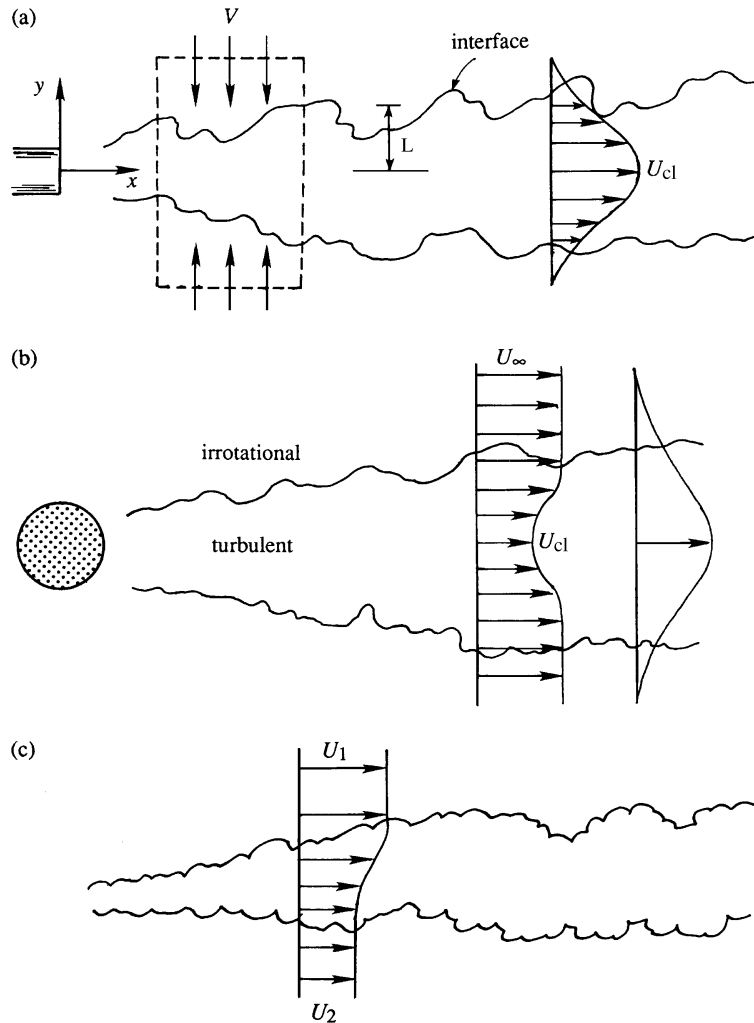 (a)
V
interface
y
L
x
U_cl
(b)
U_∞
irrotational
turbulent
U_cl
(c)
U_1
U_2